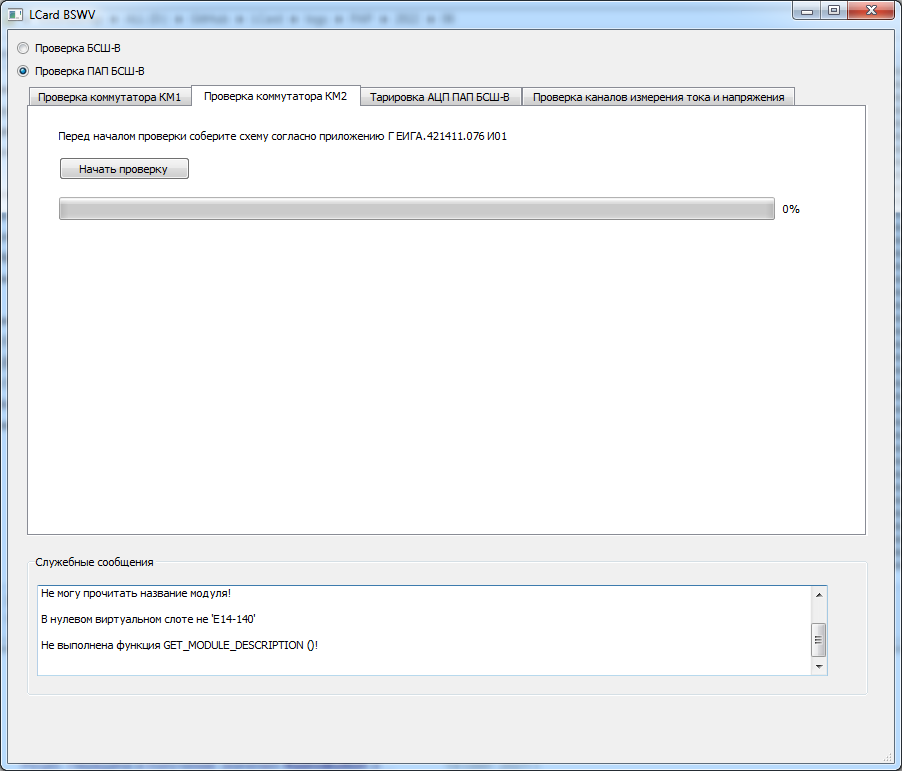 LCard BSWV
Проверка БСШ-В
Проверка ПАП БСШ-В
Проверка коммутатора КМ1 Проверка коммутатора КМ2 Тарировка АЦП ПАП БСШ-В Проверка каналов измерения тока и напряжения
Перед началом проверки соберите схему согласно приложению Г ЕИГА.421411.076 И01
Начать проверку
0%
Служебные сообщения
Не могу прочитать название модуля!
В нулевом виртуальном слоте не 'E14-140'
Не выполнена функция GET_MODULE_DESCRIPTION ()!